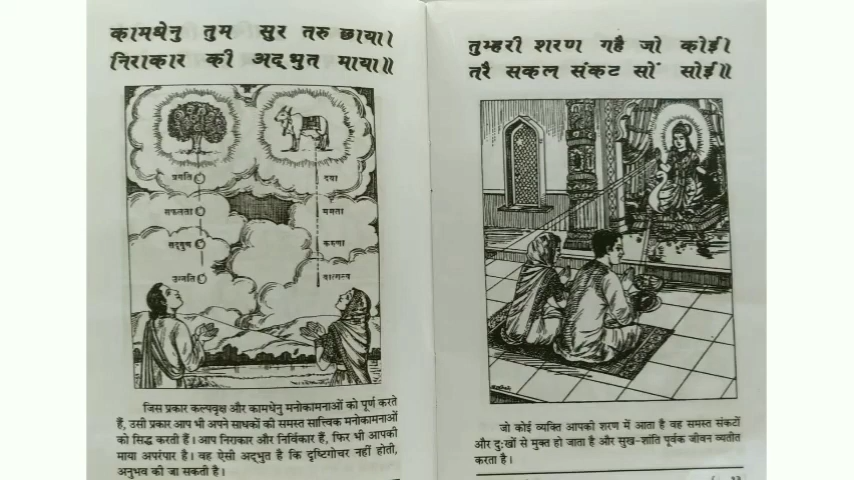 कामधेनु तुम सुर तरु छाया।
निराकार की अद्भुत माया॥
प्रगति
सफलता
सद्गुण
उन्नति
दया
ममता
करुणा
वात्सल्य
जिस प्रकार कल्पवृक्ष और कामधेनु मनोकामनाओं को पूर्ण करते
हैं, उसी प्रकार आप भी अपने साधकों की समस्त सात्त्विक मनोकामनाओं
को सिद्ध करती हैं। आप निराकार और निर्विकार हैं, फिर भी आपकी
माया अपरंपार है। वह ऐसी अद्भुत है कि दृष्टिगोचर नहीं होती,
अनुभव की जा सकती है।
तुम्हरी शरण गहै जो कोई।
तरै सकल संकट सों सोई॥
जो कोई व्यक्ति आपकी शरण में आता है वह समस्त संकटों
और दुःखों से मुक्त हो जाता है और सुख-शांति पूर्वक जीवन व्यतीत
करता है।